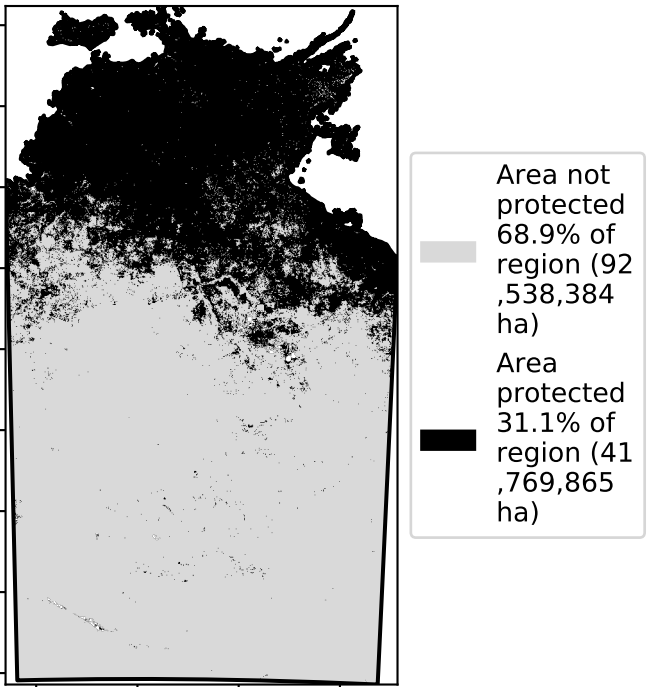 Area not
protected
68.9% of
region (92
,538,384
ha)
Area
protected
31.1% of
region (41
,769,865
ha)